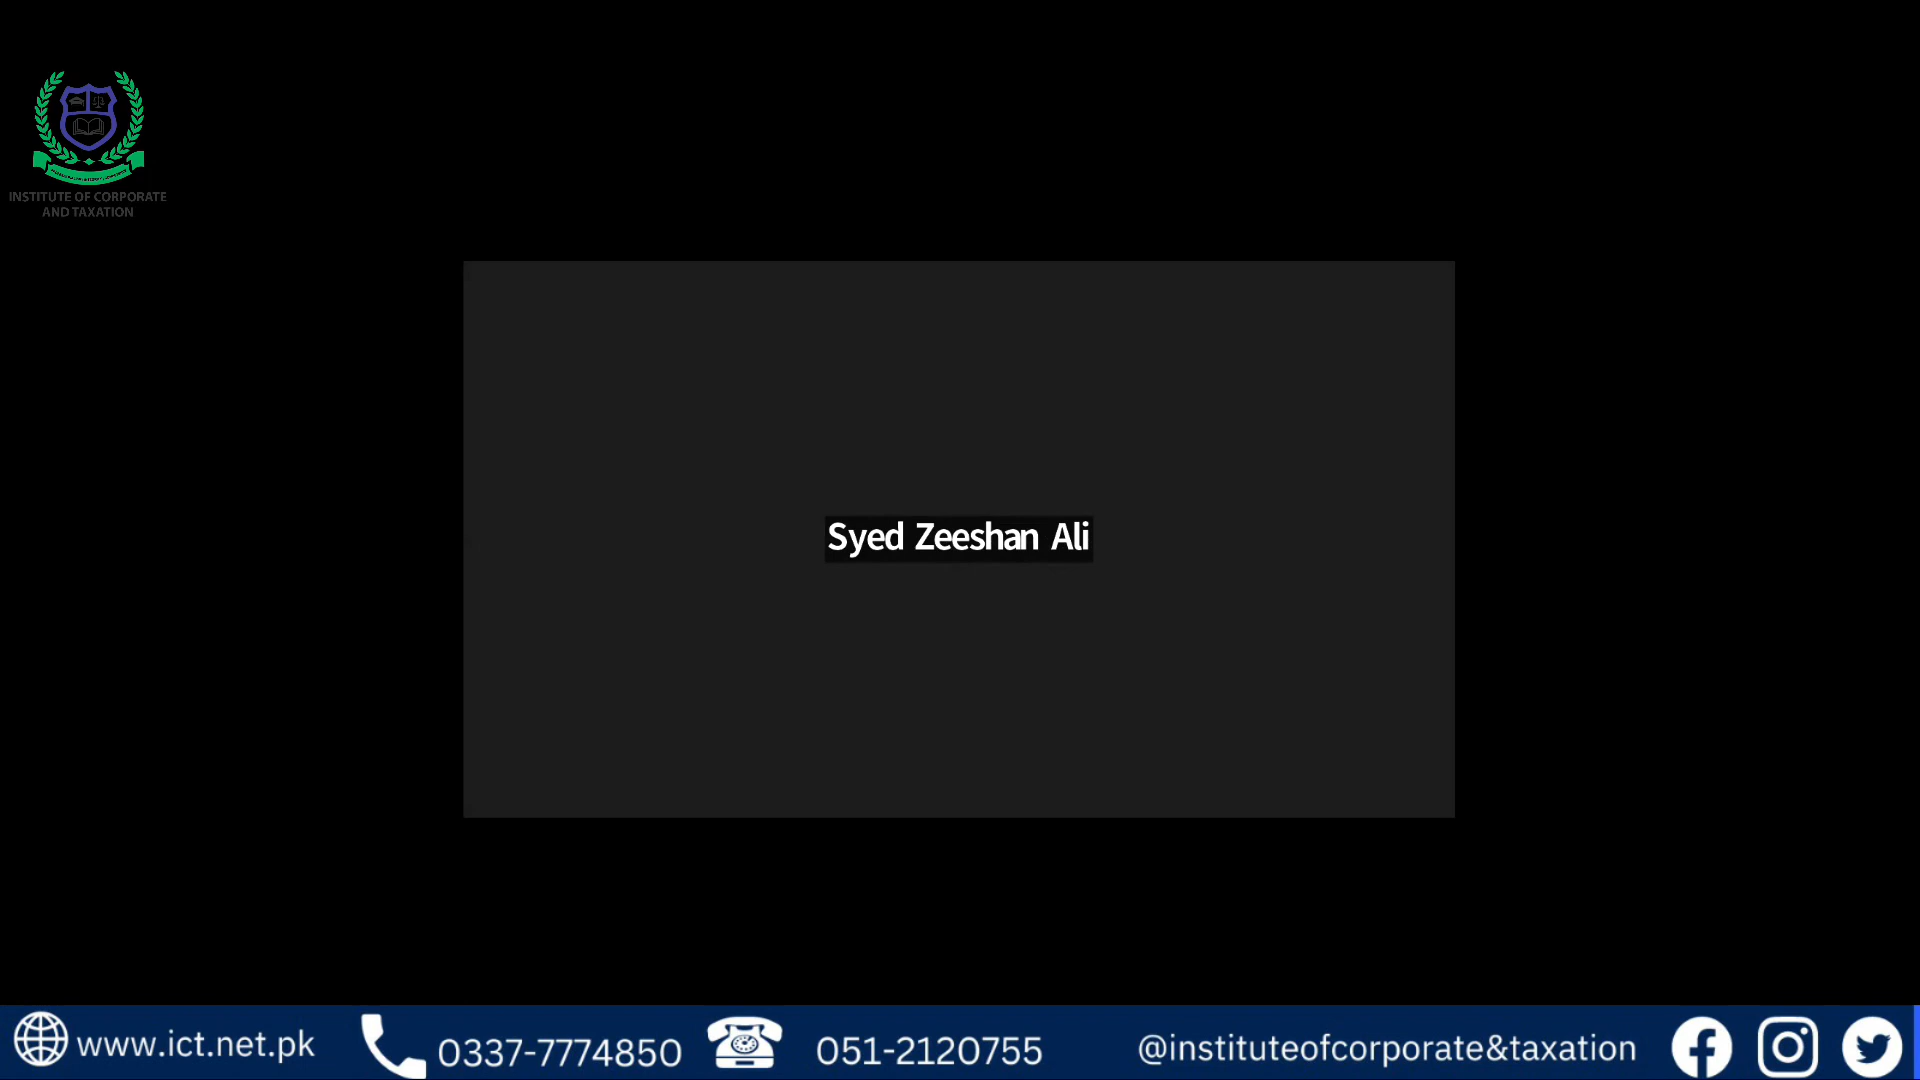 INSTITUTE OF CORPORATE
AND TAXATION
Syed Zeeshan Ali
www.ict.net.pk
0337-7774850
051-2120755
@instituteofcorporate&taxation